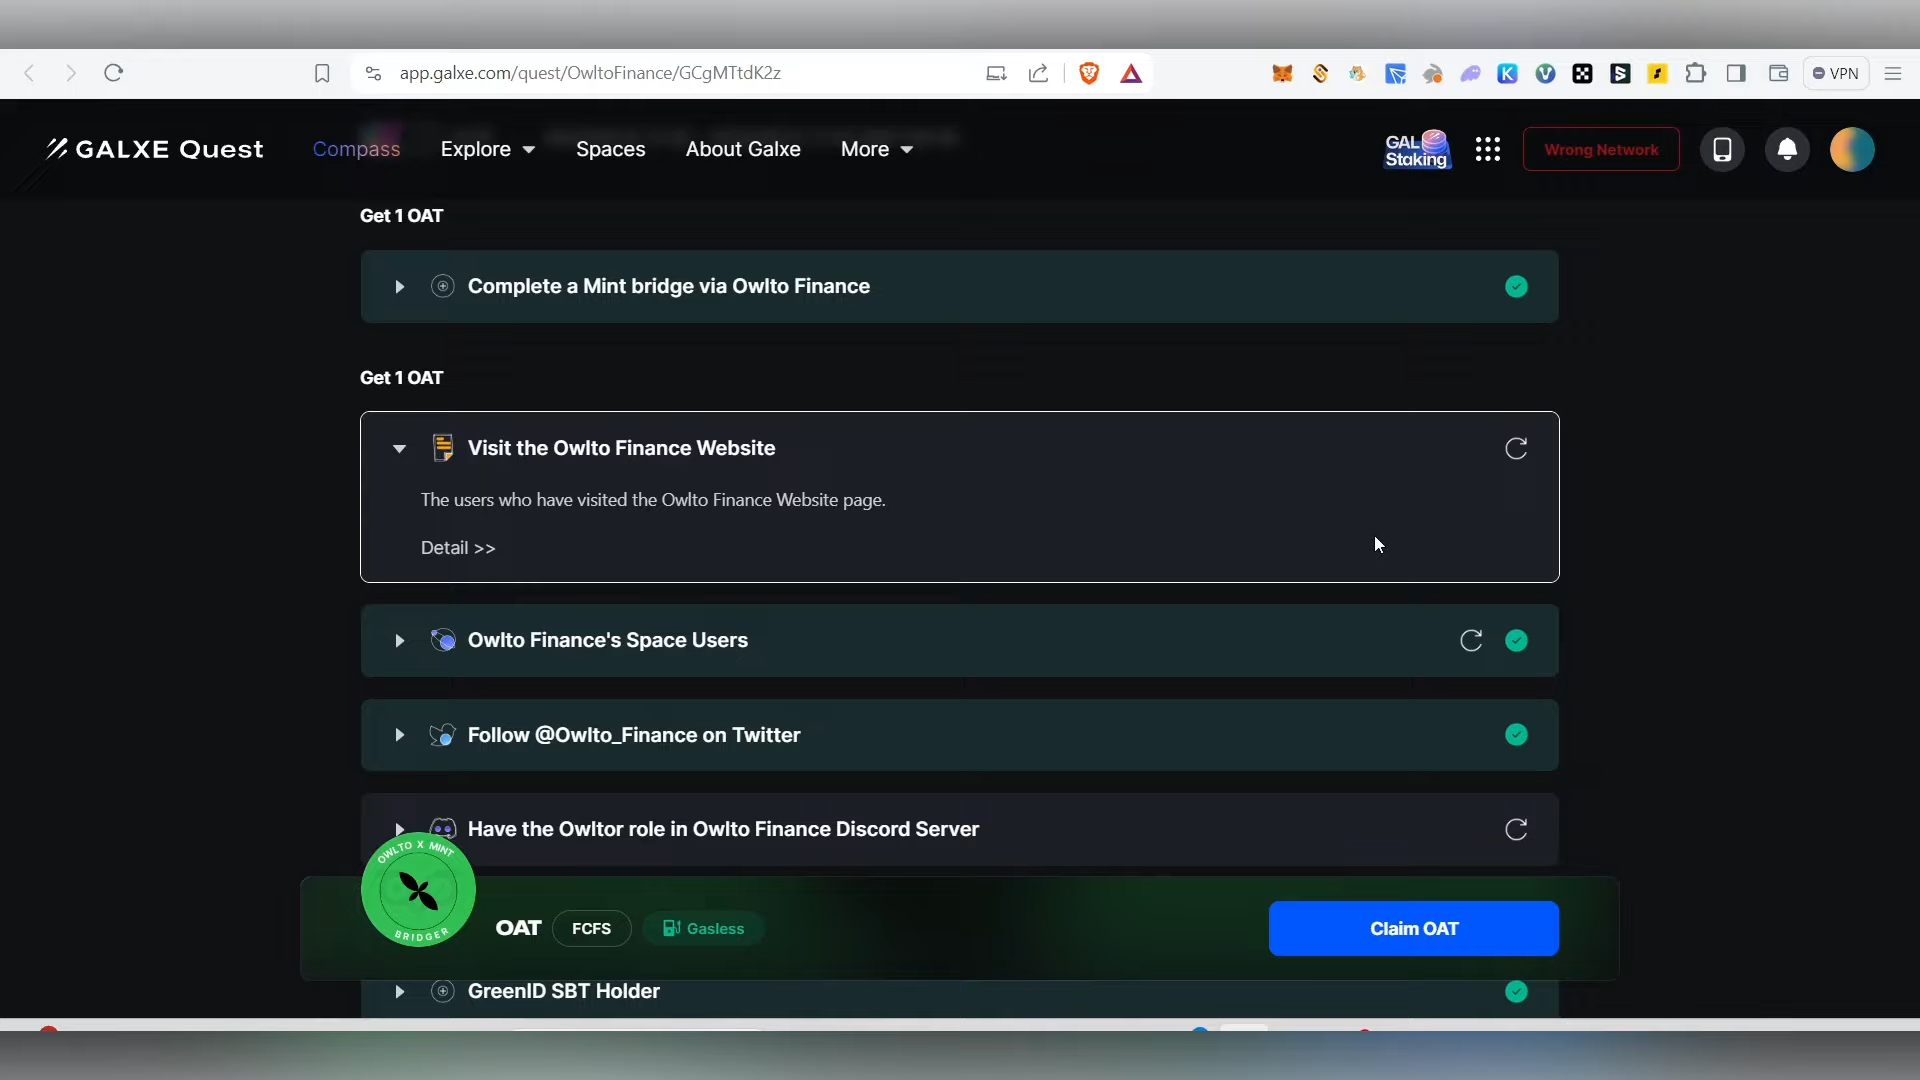 app.galxe.com/quest/OwltoFinance/GCgMTtdK2z
VPN
GALXE Quest
Compass
Explore
Spaces
About Galxe
More
GAL Staking
Wrong Network
Get 1 OAT
Complete a Mint bridge via Owlto Finance
Get 1 OAT
Visit the Owlto Finance Website
The users who have visited the Owlto Finance Website page.
Detail >>
Owlto Finance's Space Users
Follow @Owlto_Finance on Twitter
Have the Owltor role in Owlto Finance Discord Server
OWLTO X MINT
BRIDGER
OAT
FCFS
Gasless
Claim OAT
GreenID SBT Holder